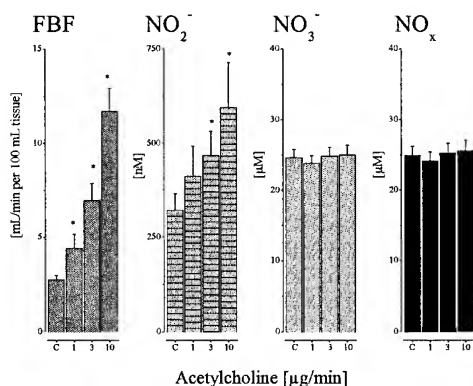 FBF NO₂⁻ NO₃⁻ NOₓ
[mL/min per 100 mL tissue]
15
10
5
0
* * *
C 1 3 10
[nM]
750
500
250
0
* *
C 1 3 10
[µM]
40
30
20
0
C 1 3 10
[µM]
40
30
20
0
C 1 3 10
Acetylcholine [µg/min]